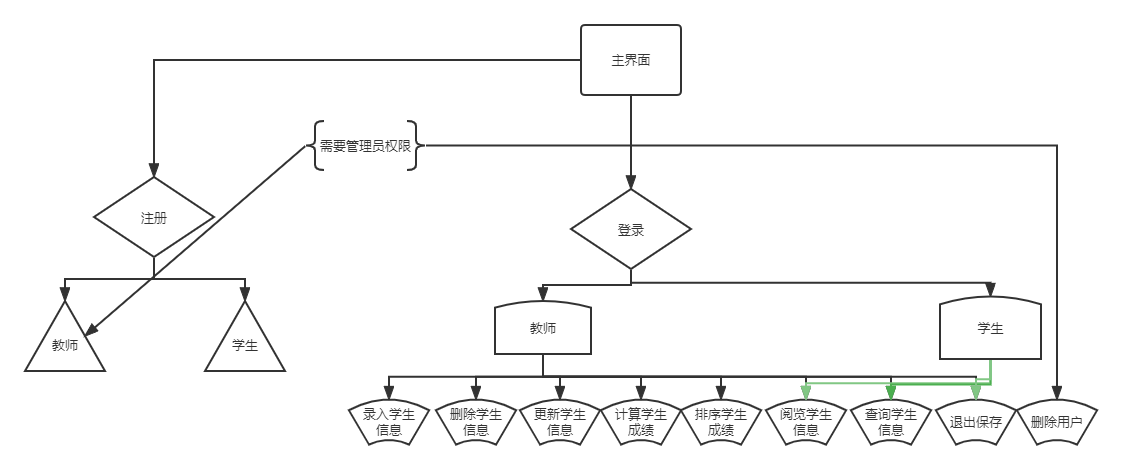 主界面
需要管理员权限
注册
登录
教师
学生
教师
学生
录入学生
信息
删除学生
信息
更新学生
信息
计算学生
成绩
排序学生
成绩
阅览学生
信息
查询学生
信息
退出保存
删除用户